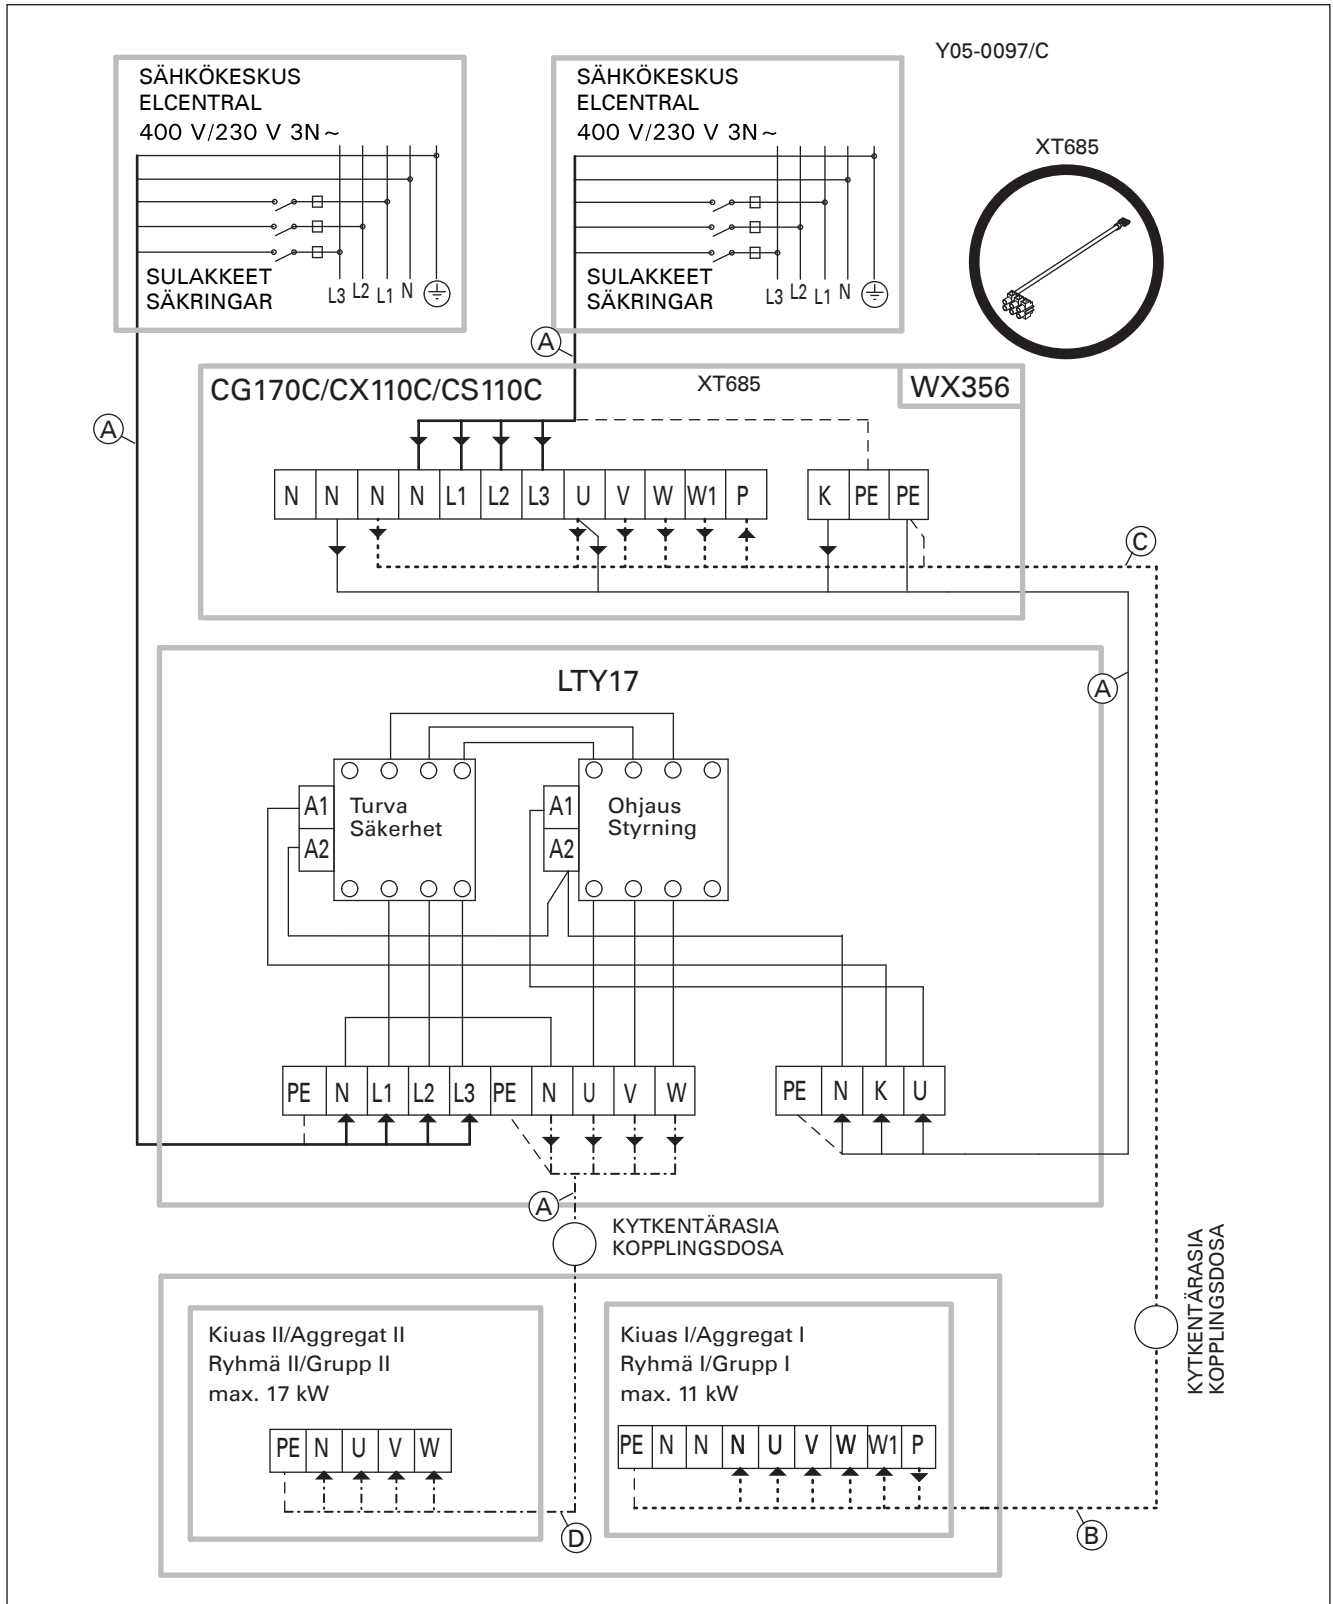 Y05-0097/C
SÄHKÖKESKUS
ELCENTRAL
400 V/230 V 3N~
SULAKKEET
SÄKRINGAR
L3 L2 L1 N
SÄHKÖKESKUS
ELCENTRAL
400 V/230 V 3N~
SULAKKEET
SÄKRINGAR
L3 L2 L1 N
XT685
A
A
CG170C/CX110C/CS110C
XT685
WX356
N N N N L1 L2 L3 U V W W1 P
K PE PE
C
LTY17
A
A1
A2
Turva
Säkerhet
A1
A2
Ohjaus
Styrning
PE N L1 L2 L3 PE N U V W
PE N K U
A
KYTKENTÄRASIA
KOPPLINGSDOSA
KYTKENTÄRASIA
KOPPLINGSDOSA
Kiuas II/Aggregat II
Ryhmä II/Grupp II
max. 17 kW
PE N U V W
D
Kiuas I/Aggregat I
Ryhmä I/Grupp I
max. 11 kW
PE N N N U V W W1 P
B